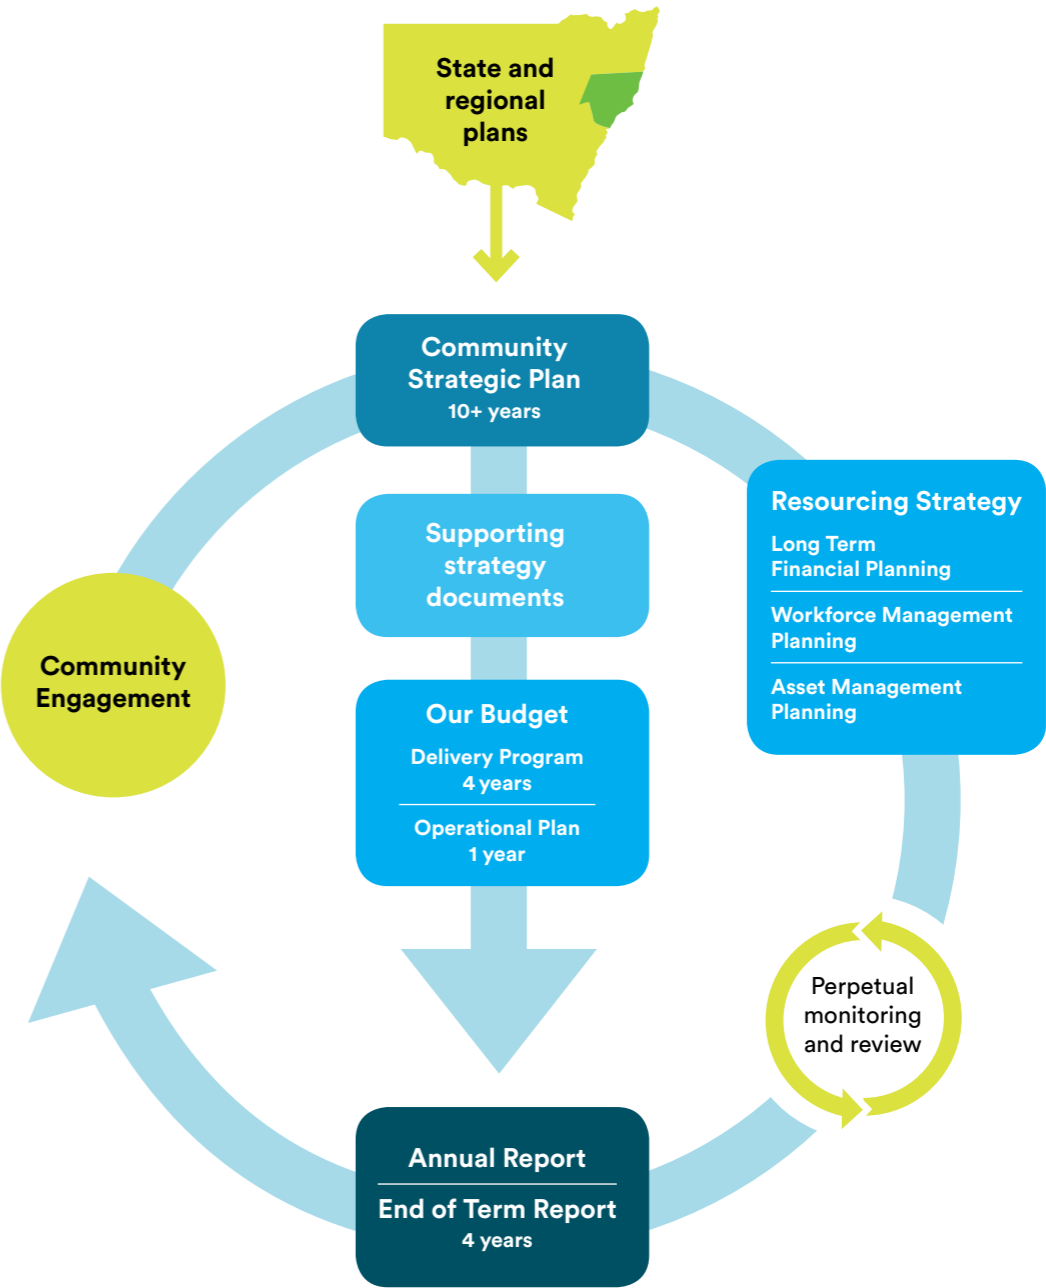 State and
regional
plans
Community
Strategic Plan
10+ years
Supporting
strategy
documents
Resourcing Strategy
Long Term
Financial Planning
Workforce Management
Planning
Asset Management
Planning
Community
Engagement
Our Budget
Delivery Program
4 years
Operational Plan
1 year
Perpetual
monitoring
and review
Annual Report
End of Term Report
4 years